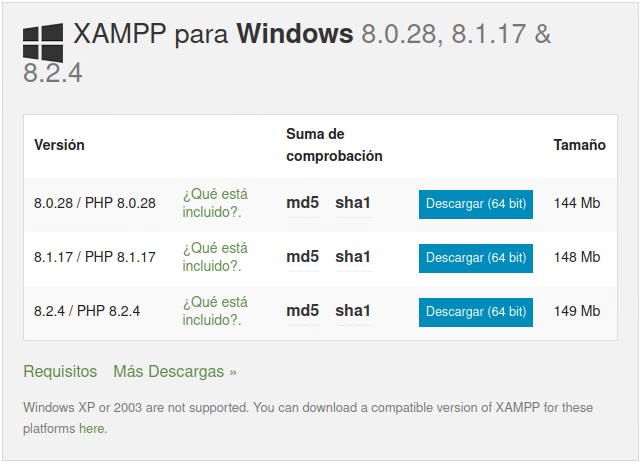 XAMPP para Windows 8.0.28, 8.1.17 &
8.2.4
Versión Suma de comprobación Tamaño
8.0.28 / PHP 8.0.28 ¿Qué está incluido?. md5 sha1 Descargar (64 bit) 144 Mb
8.1.17 / PHP 8.1.17 ¿Qué está incluido?. md5 sha1 Descargar (64 bit) 148 Mb
8.2.4 / PHP 8.2.4 ¿Qué está incluido?. md5 sha1 Descargar (64 bit) 149 Mb
Requisitos Más Descargas »
Windows XP or 2003 are not supported. You can download a compatible version of XAMPP for these
platforms here.